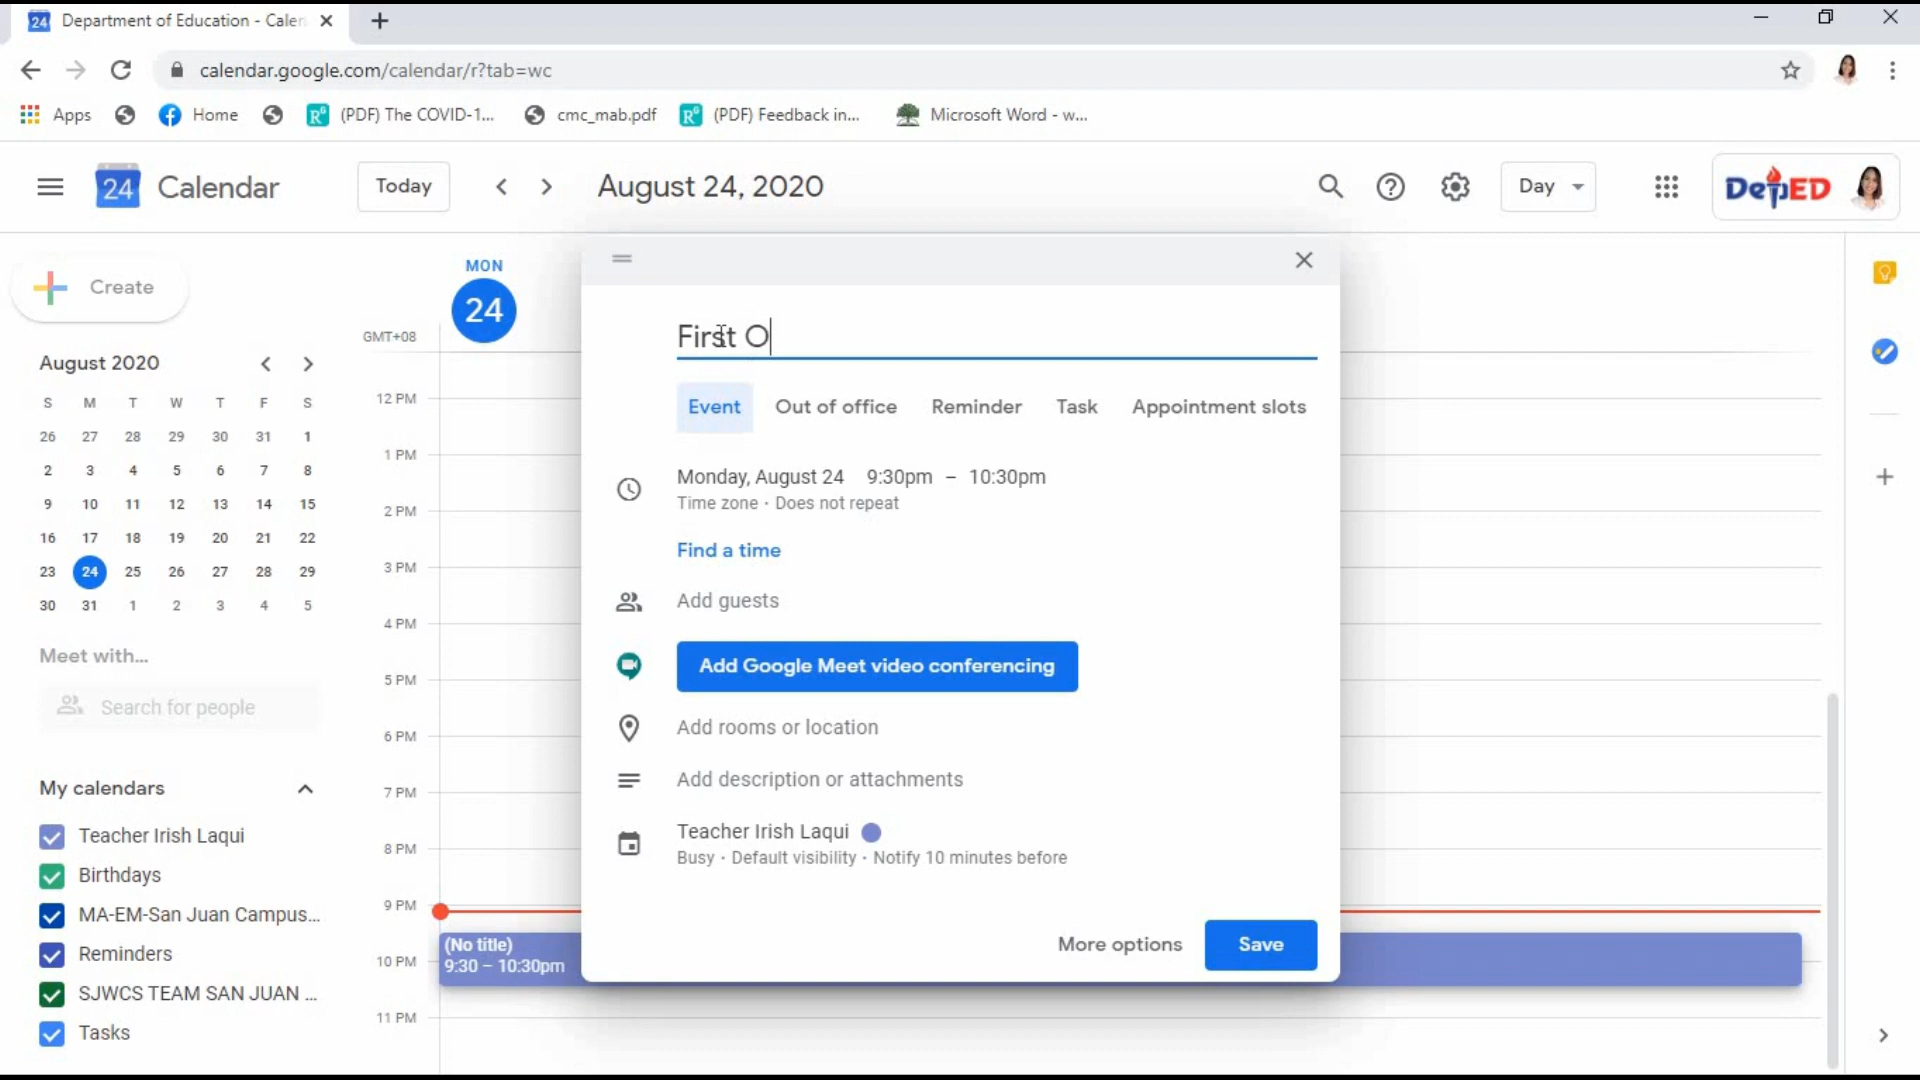 24 Department of Education - Calen
calendar.google.com/calendar/r?tab=wc
Apps Home (PDF) The COVID-1... cmc_mab.pdf (PDF) Feedback in... Microsoft Word - w...
24 Calendar Today August 24, 2020 Day DepED
Create
MON
24
GMT+08
August 2020
S M T W T F S
26 27 28 29 30 31 1
2 3 4 5 6 7 8
9 10 11 12 13 14 15
16 17 18 19 20 21 22
23 24 25 26 27 28 29
30 31 1 2 3 4 5
Meet with...
Search for people
My calendars
Teacher Irish Laqui
Birthdays
MA-EM-San Juan Campus...
Reminders
SJWCS TEAM SAN JUAN ...
Tasks
12 PM
1 PM
2 PM
3 PM
4 PM
5 PM
6 PM
7 PM
8 PM
9 PM
10 PM
11 PM
(No title)
9:30 – 10:30pm
First O
Event Out of office Reminder Task Appointment slots
Monday, August 24 9:30pm – 10:30pm
Time zone · Does not repeat
Find a time
Add guests
Add Google Meet video conferencing
Add rooms or location
Add description or attachments
Teacher Irish Laqui
Busy · Default visibility · Notify 10 minutes before
More options Save